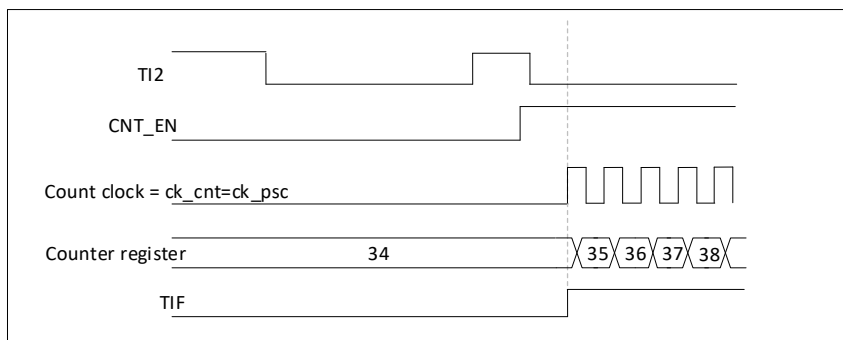 TI2
CNT_EN
Count clock = ck_cnt=ck_psc
Counter register 34 35 36 37 38
TIF